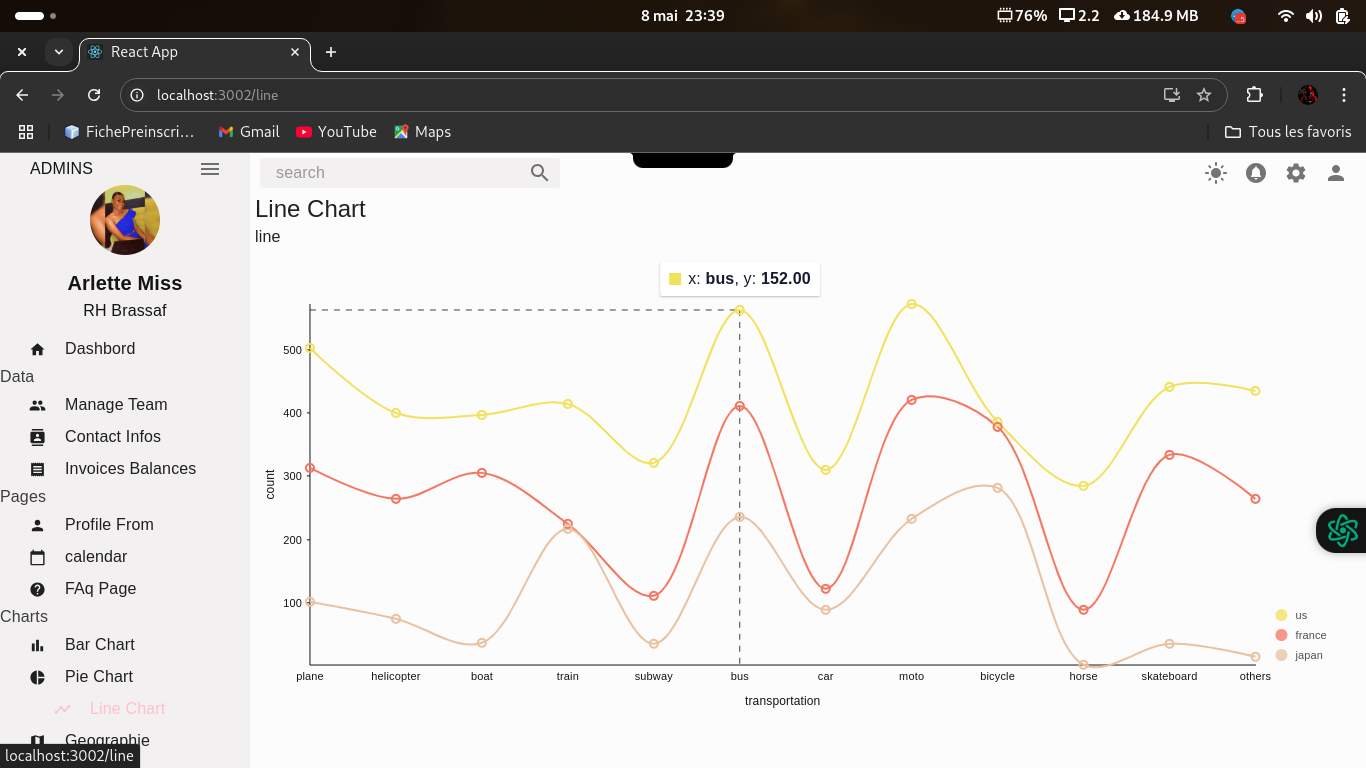 8 mai 23:39
76% 2.2 184.9 MB
React App
localhost:3002/line
FichePreinscri… Gmail YouTube Maps Tous les favoris
ADMINS
Arlette Miss
RH Brassaf
Dashbord
Data
Manage Team
Contact Infos
Invoices Balances
Pages
Profile From
calendar
FAq Page
Charts
Bar Chart
Pie Chart
Line Chart
Geographie
localhost:3002/line
search
Line Chart
line
x: bus, y: 152.00
500
400
300
200
100
count
plane helicopter boat train subway bus car moto bicycle horse skateboard others
transportation
us
france
japan